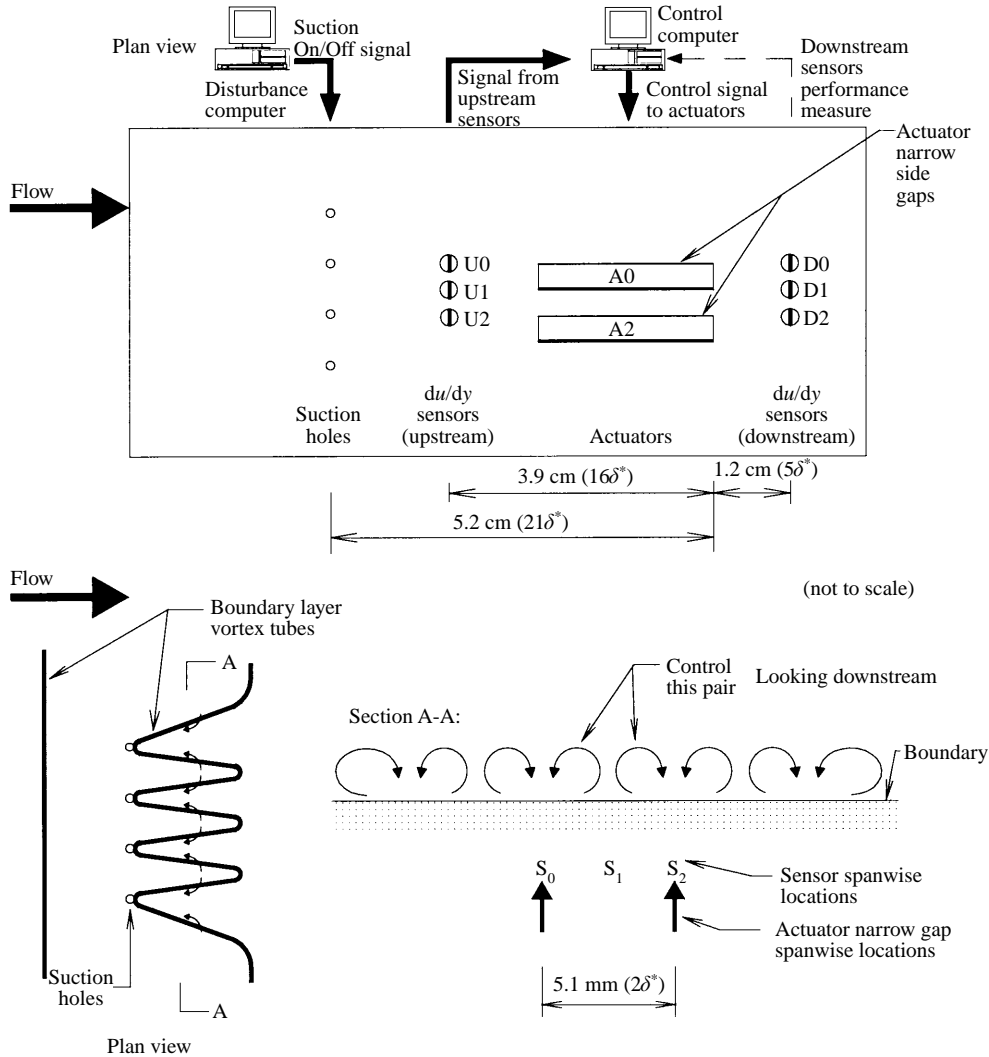 Plan view
Suction
On/Off signal
Disturbance
computer
Signal from
upstream
sensors
Control
computer
Control signal
to actuators
Downstream
sensors
performance
measure
Actuator
narrow
side
gaps
Flow
U0
U1
U2
A0
A2
D0
D1
D2
Suction
holes
du/dy
sensors
(upstream)
Actuators
du/dy
sensors
(downstream)
3.9 cm (16δ*)
1.2 cm (5δ*)
5.2 cm (21δ*)
Flow
(not to scale)
Boundary layer
vortex tubes
A
Control
this pair
Looking downstream
Section A-A:
Boundary
S0
S1
S2
Sensor spanwise
locations
Actuator narrow gap
spanwise locations
5.1 mm (2δ*)
Suction
holes
A
Plan view